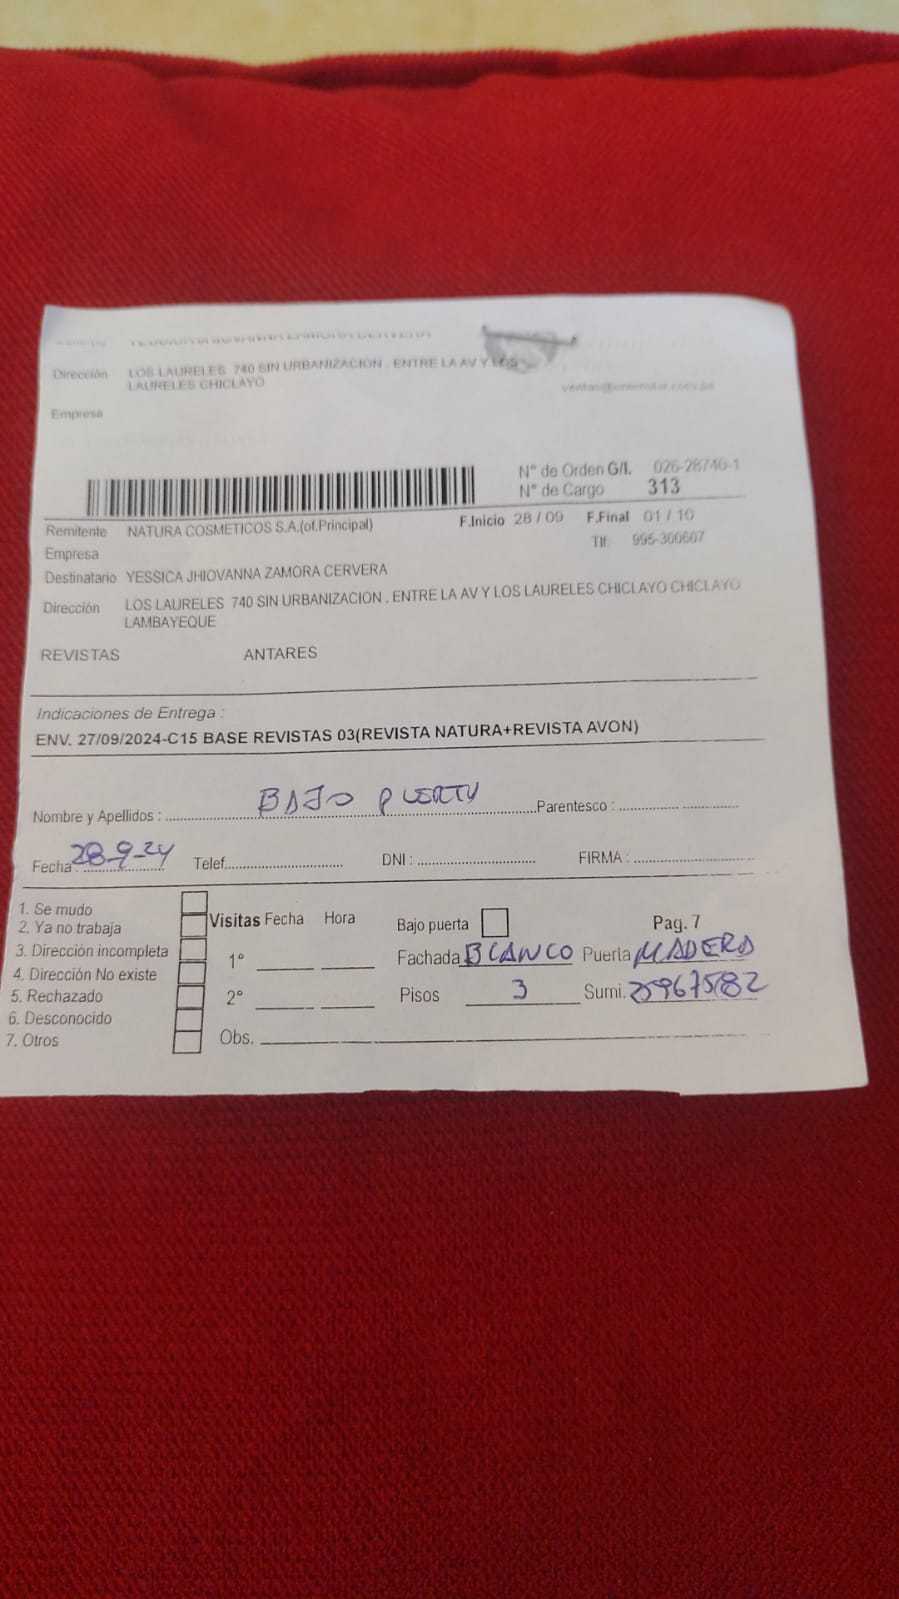 YESSICA JHIOVANNA ZAMORA CERVERA
Dirección LOS LAURELES 740 SIN URBANIZACION . ENTRE LA AV Y LOS
LAURELES CHICLAYO
Empresa
N° de Orden G/I. 026-28740-1
N° de Cargo 313
Remitente NATURA COSMETICOS S.A.(of.Principal) F.Inicio 28 / 09 F.Final 01 / 10
Empresa Tlf: 995-300607
Destinatario YESSICA JHIOVANNA ZAMORA CERVERA
Dirección LOS LAURELES 740 SIN URBANIZACION . ENTRE LA AV Y LOS LAURELES CHICLAYO CHICLAYO
LAMBAYEQUE
REVISTAS ANTARES
Indicaciones de Entrega :
ENV. 27/09/2024-C15 BASE REVISTAS 03(REVISTA NATURA+REVISTA AVON)
Nombre y Apellidos : BAJO PUERTA Parentesco :
Fecha : 28-9-24 Telef. DNI : FIRMA :
1. Se mudo
2. Ya no trabaja
3. Dirección incompleta
4. Dirección No existe
5. Rechazado
6. Desconocido
7. Otros
Visitas Fecha Hora
1°
2°
Obs.
Bajo puerta Pag. 7
Fachada BLANCO Puerta MADERA
Pisos 3 Sumi. 259675182